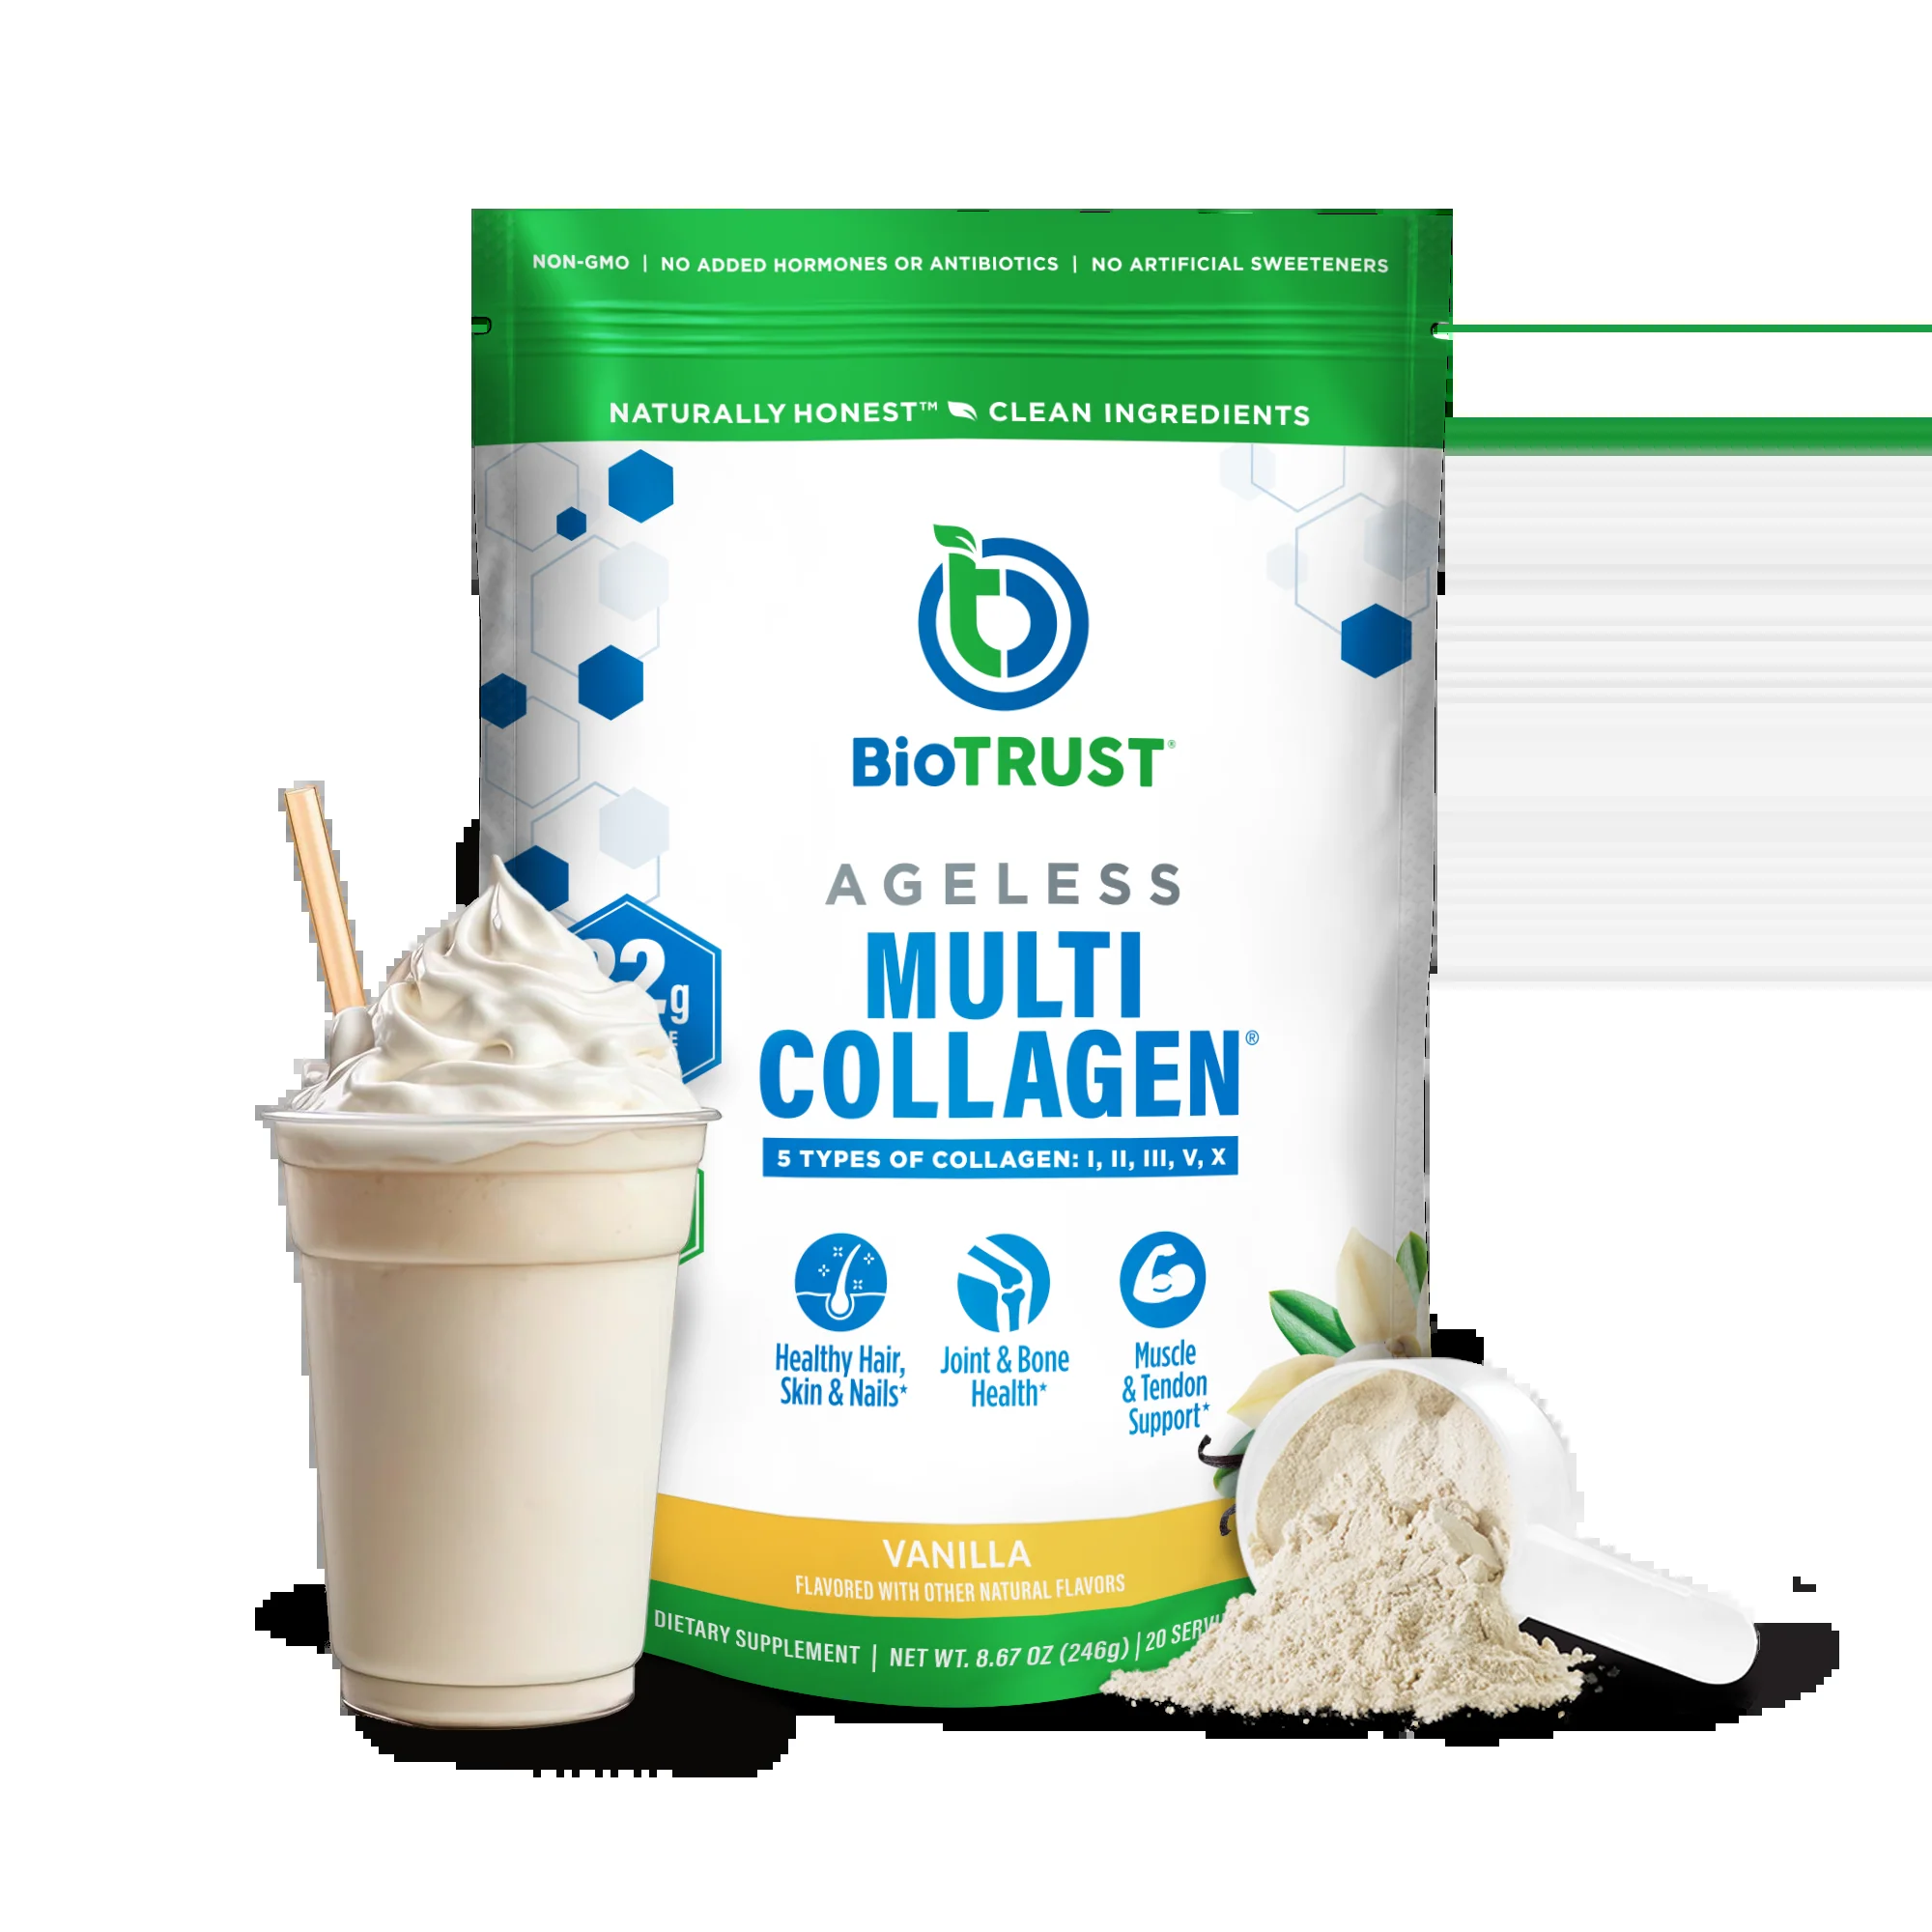 NON-GMO | NO ADDED HORMONES OR ANTIBIOTICS | NO ARTIFICIAL SWEETENERS
NATURALLY HONEST™ CLEAN INGREDIENTS
BioTRUST®
AGELESS
MULTI
COLLAGEN®
5 TYPES OF COLLAGEN: I, II, III, V, X
Healthy Hair,
Skin & Nails*
Joint & Bone
Health*
Muscle
& Tendon
Support*
VANILLA
FLAVORED WITH OTHER NATURAL FLAVORS
DIETARY SUPPLEMENT | NET WT. 8.67 OZ (246g) | 20